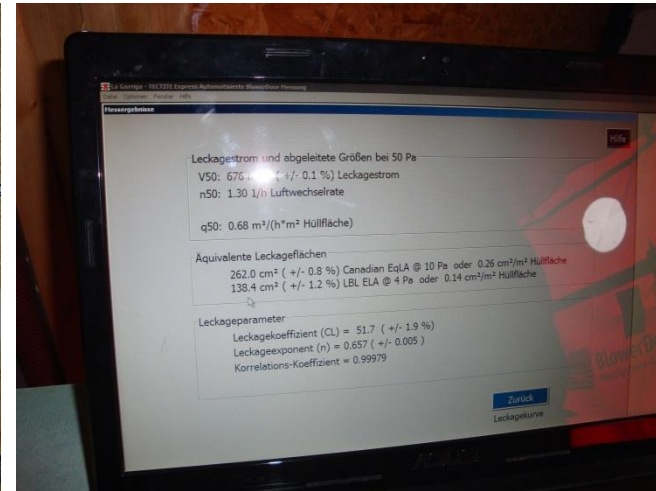 La Garriga - TECTITE Express Automatisierte BlowerDoor Messung
Datei Optionen Fenster Hilfe
Messergebnisse
Hilfe
Leckagestrom und abgeleitete Größen bei 50 Pa
V50: 676 ( +/- 0.1 %) Leckagestrom
n50: 1.30 1/h Luftwechselrate
q50: 0.68 m³/(h*m² Hüllfläche)
Äquivalente Leckageflächen
262.0 cm² ( +/- 0.8 %) Canadian EqLA @ 10 Pa oder 0.26 cm²/m² Hüllfläche
138.4 cm² ( +/- 1.2 %) LBL ELA @ 4 Pa oder 0.14 cm²/m² Hüllfläche
Leckageparameter
Leckagekoeffizient (CL) = 51.7 ( +/- 1.9 %)
Leckageexponent (n) = 0.657 ( +/- 0.005 )
Korrelations-Koeffizient = 0.99979
BlowerDoor
Zurück
Leckagekurve